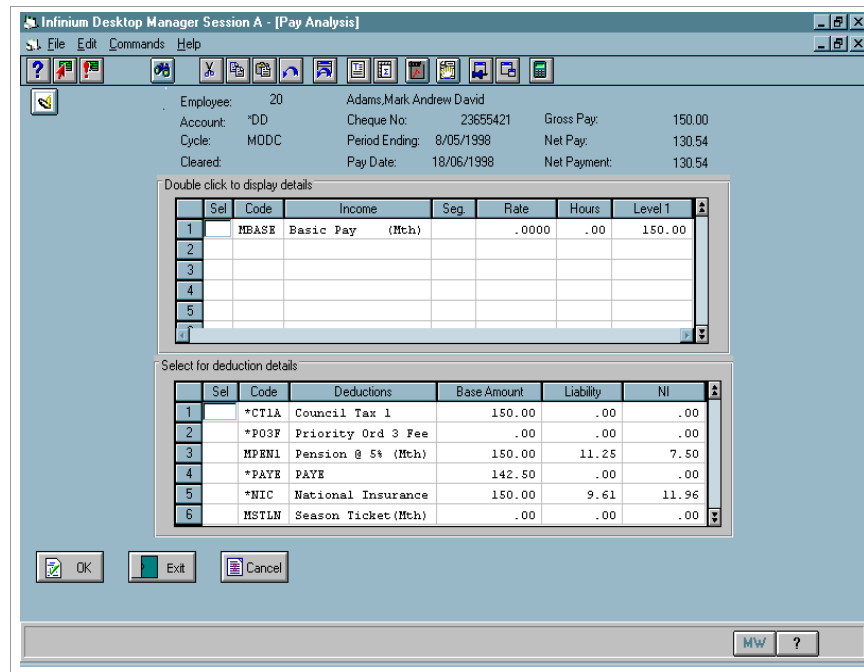 Infinium Desktop Manager Session A - [Pay Analysis]
File Edit Commands Help
Employee: 20 Adams,Mark Andrew David
Account: *DD Cheque No: 23655421 Gross Pay: 150.00
Cycle: MODC Period Ending: 8/05/1998 Net Pay: 130.54
Cleared: Pay Date: 18/06/1998 Net Payment: 130.54
Double click to display details
Sel Code Income Seg. Rate Hours Level 1
1 MBASE Basic Pay (Mth) .0000 .00 150.00
2
3
4
5
Select for deduction details
Sel Code Deductions Base Amount Liability NI
1 *CT1A Council Tax 1 150.00 .00 .00
2 *PO3F Priority Ord 3 Fee .00 .00 .00
3 MPEN1 Pension @ 5% (Mth) 150.00 11.25 7.50
4 *PAYE PAYE 142.50 .00 .00
5 *NIC National Insurance 150.00 9.61 11.96
6 MSTLN Season Ticket(Mth) .00 .00 .00
OK Exit Cancel
MW ?